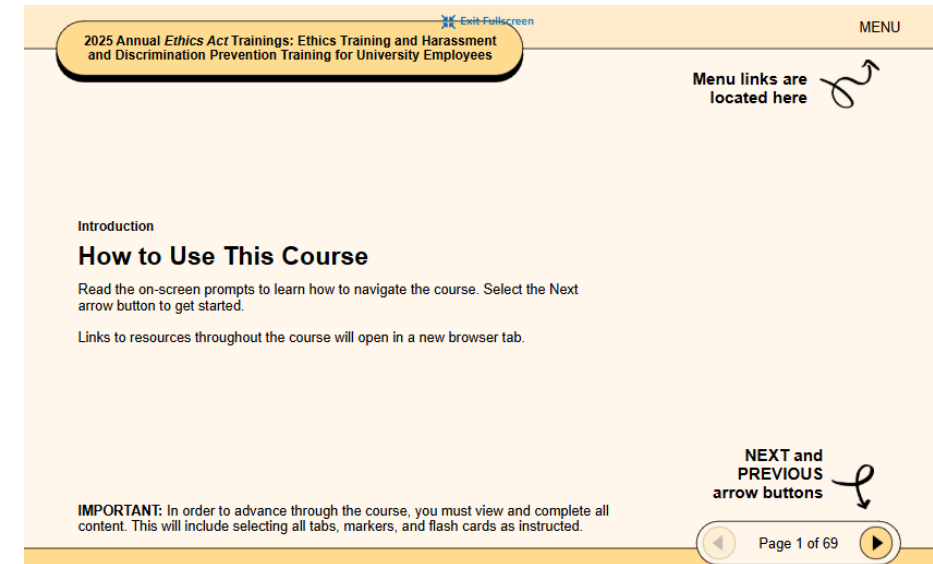 Exit Fullscreen
2025 Annual Ethics Act Trainings: Ethics Training and Harassment
and Discrimination Prevention Training for University Employees
MENU
Menu links are
located here
Introduction
How to Use This Course
Read the on-screen prompts to learn how to navigate the course. Select the Next
arrow button to get started.
Links to resources throughout the course will open in a new browser tab.
NEXT and
PREVIOUS
arrow buttons
IMPORTANT: In order to advance through the course, you must view and complete all
content. This will include selecting all tabs, markers, and flash cards as instructed.
Page 1 of 69